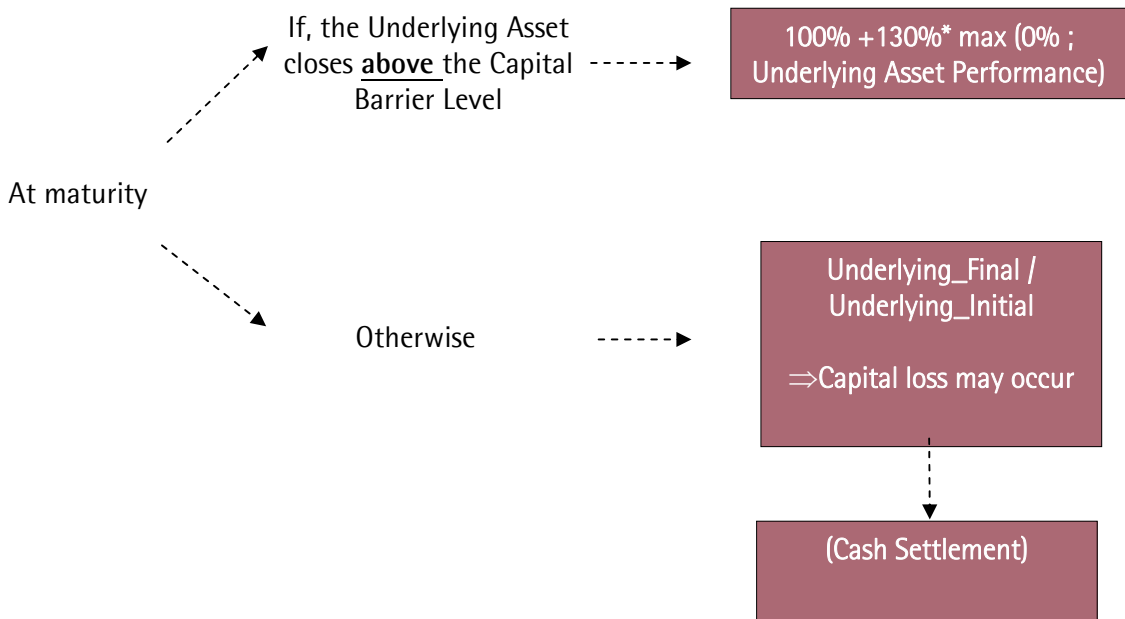 If, the Underlying Asset
closes above the Capital
Barrier Level
100% +130%* max (0% ;
Underlying Asset Performance)
At maturity
Otherwise
Underlying_Final /
Underlying_Initial
⇒Capital loss may occur
(Cash Settlement)